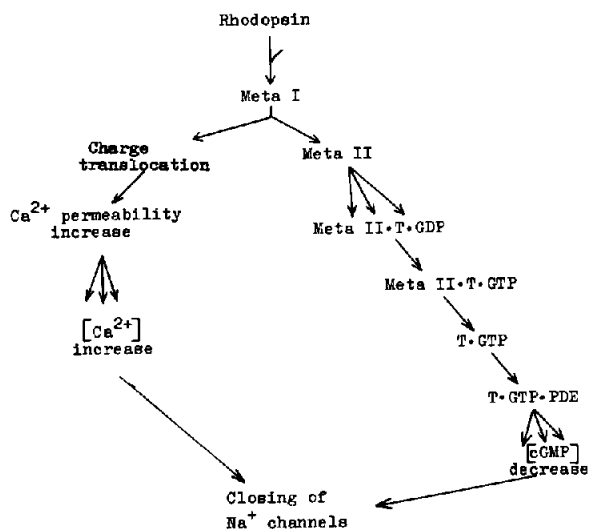 Rhodopsin
Meta I
Charge
translocation
Meta II
Ca²⁺ permeability
increase
Meta II·T·GDP
Meta II·T·GTP
[Ca²⁺]
increase
T·GTP
T·GTP·PDE
[cGMP]
decrease
Closing of
Na⁺ channels